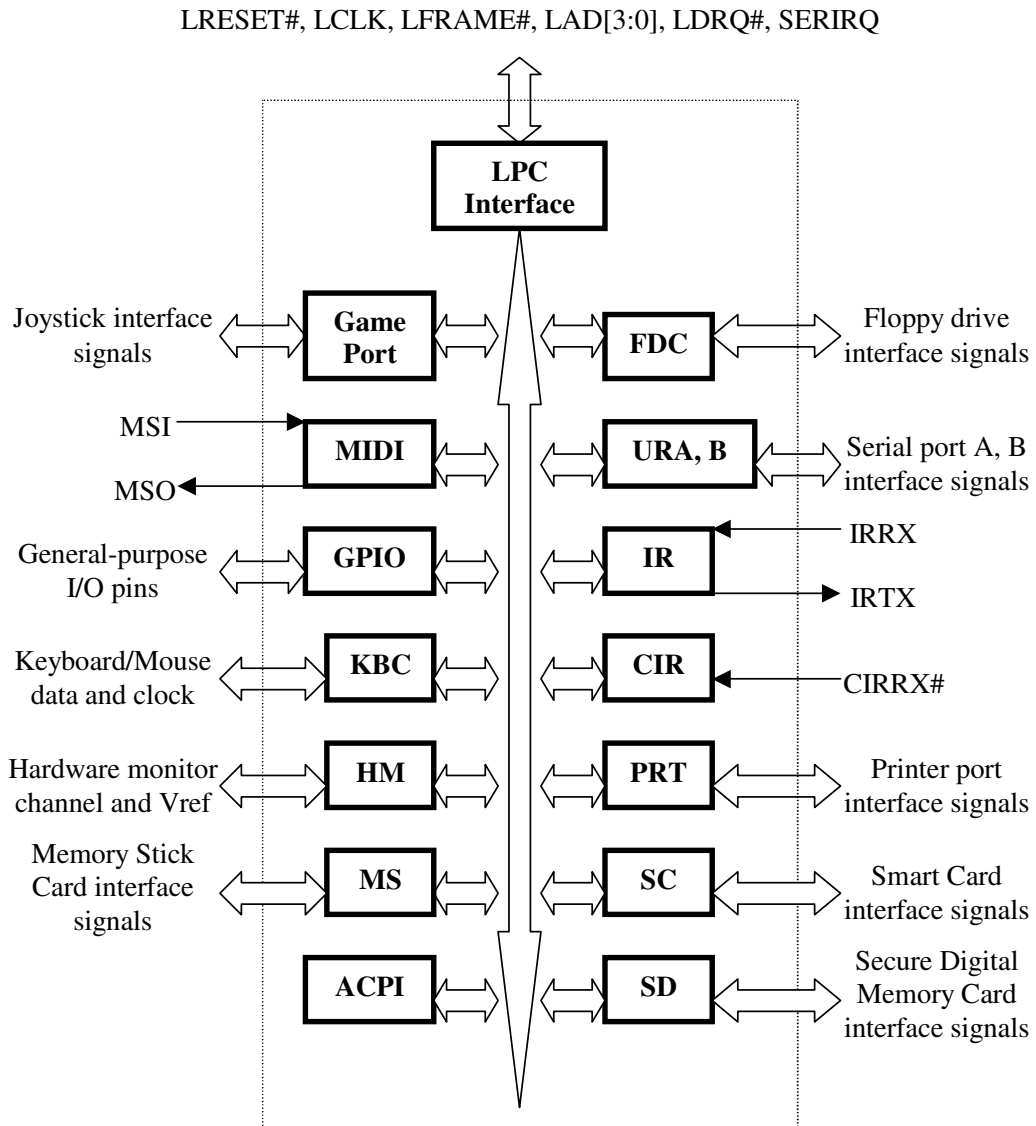 LRESET#, LCLK, LFRAME#, LAD[3:0], LDRQ#, SERIRQ
LPC
Interface
Joystick interface
signals
Game
Port
FDC
Floppy drive
interface signals
MSI
MSO
MIDI
URA, B
Serial port A, B
interface signals
General-purpose
I/O pins
GPIO
IR
IRRX
IRTX
Keyboard/Mouse
data and clock
KBC
CIR
CIRRX#
Hardware monitor
channel and Vref
HM
PRT
Printer port
interface signals
Memory Stick
Card interface
signals
MS
SC
Smart Card
interface signals
ACPI
SD
Secure Digital
Memory Card
interface signals